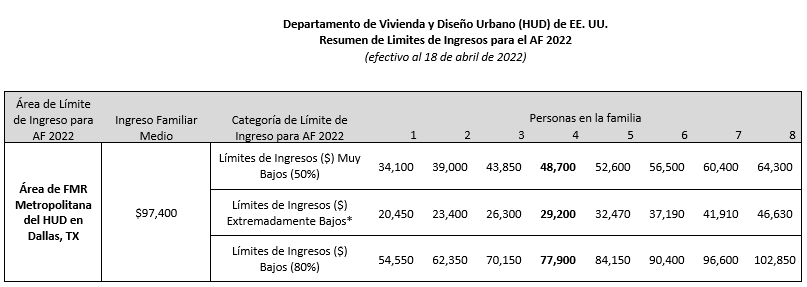 Departamento de Vivienda y Diseño Urbano (HUD) de EE. UU.
Resumen de Limites de Ingresos para el AF 2022
(efectivo al 18 de abril de 2022)
Área de Límite de Ingreso para AF 2022
Ingreso Familiar Medio
Categoría de Límite de Ingreso para AF 2022
Personas en la familia
1 2 3 4 5 6 7 8
Área de FMR Metropolitana del HUD en Dallas, TX
$97,400
Límites de Ingresos ($) Muy Bajos (50%)
34,100 39,000 43,850 48,700 52,600 56,500 60,400 64,300
Límites de Ingresos ($) Extremadamente Bajos*
20,450 23,400 26,300 29,200 32,470 37,190 41,910 46,630
Límites de Ingresos ($) Bajos (80%)
54,550 62,350 70,150 77,900 84,150 90,400 96,600 102,850